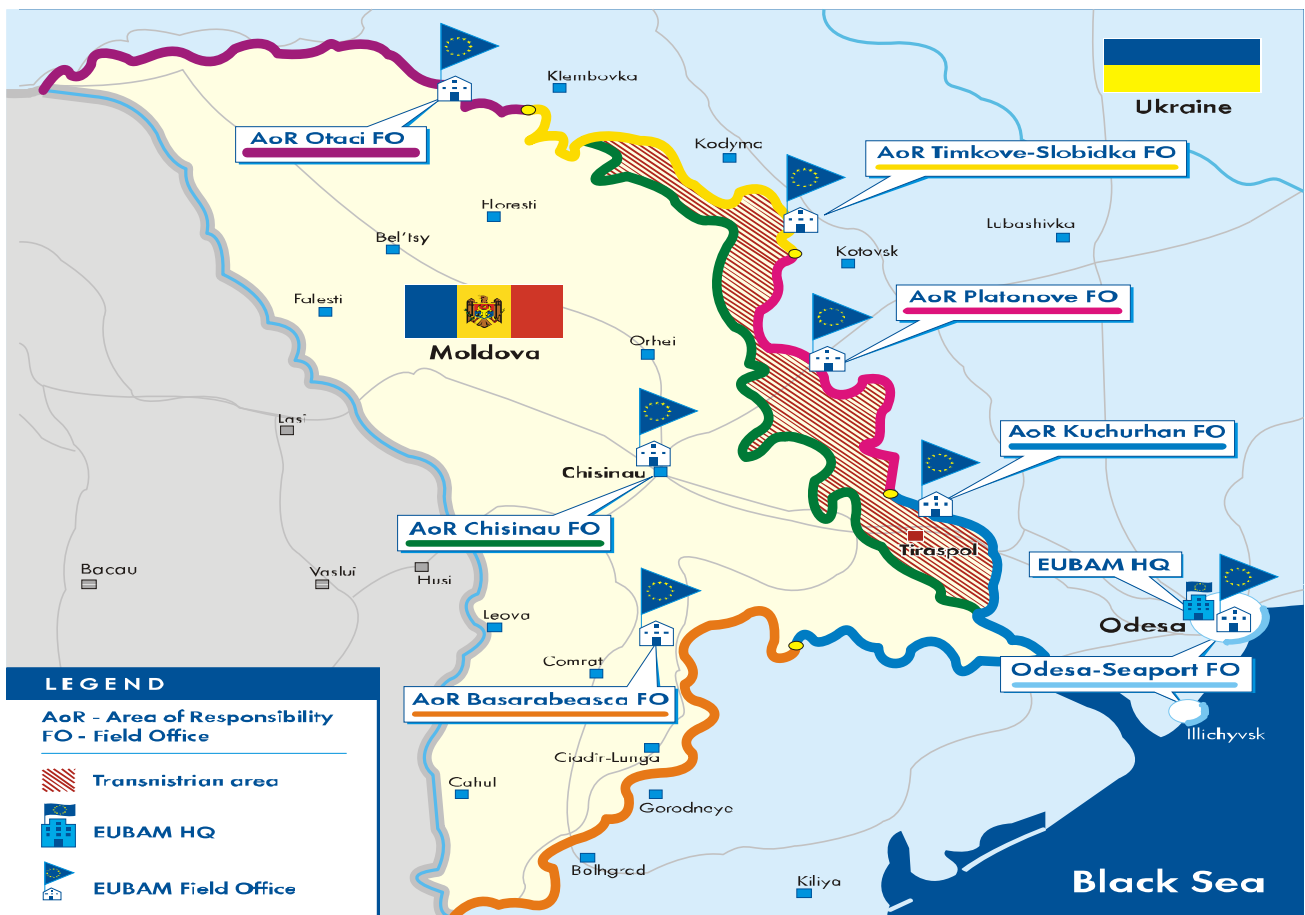 Klembovka
Ukraine
AoR Otaci FO
Kodymc
AoR Timkove-Slobidka FO
Horesti
Lubashivka
Bel'tsy
Kotovsk
Falesti
AoR Platonove FO
Orhei
Moldova
Lasi
AoR Kuchurhan FO
Chisinau
AoR Chisinau FO
Tiraspol
EUBAM HQ
Bacau
Vaslui
Husi
Leova
Odesa
Comrat
Odesa-Seaport FO
LEGEND
AoR Basarabeasca FO
AoR - Area of Responsibility
FO - Field Office
Illichyvsk
Ciadir-Lunga
Transnistrian area
Cahul
Gorodneye
EUBAM HQ
Bolhgrad
Kiliya
Black Sea
EUBAM Field Office